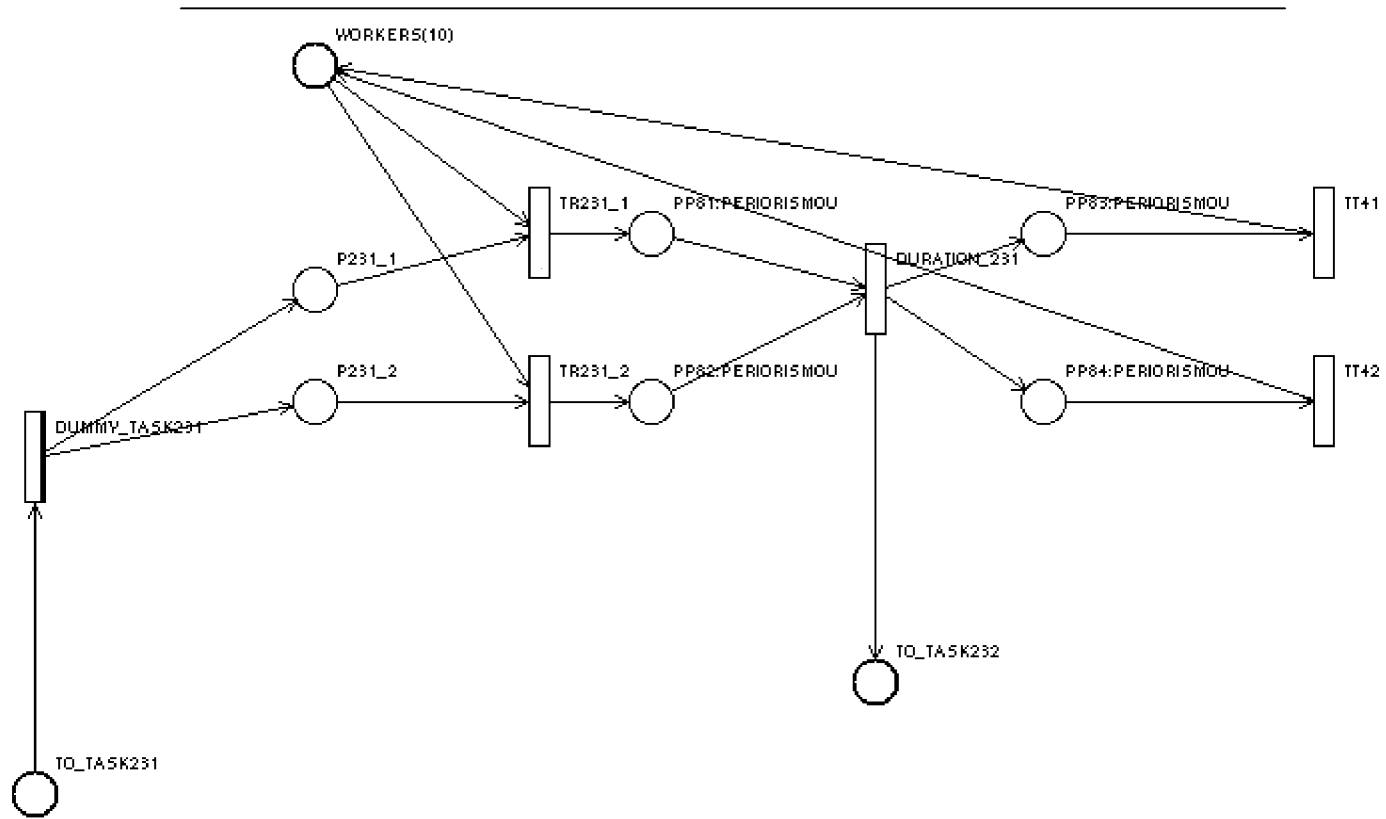 WORKERS(10)
TR231_1
PP81:PERIORISMOU
PP83:PERIORISMOU
TT41
P231_1
DURATION_231
P231_2
TR231_2
PP82:PERIORISMOU
PP84:PERIORISMOU
TT42
DUMMY_TASK231
TO_TASK232
TO_TASK231